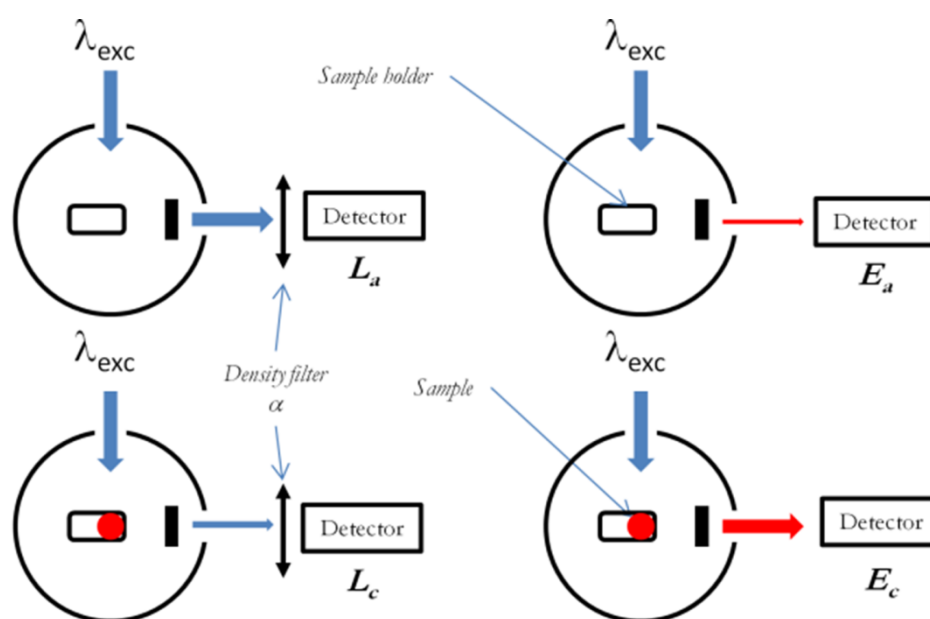 λexc
Detector
La
Sample holder
λexc
Detector
Ea
λexc
Density filter
α
Detector
Lc
Sample
λexc
Detector
Ec